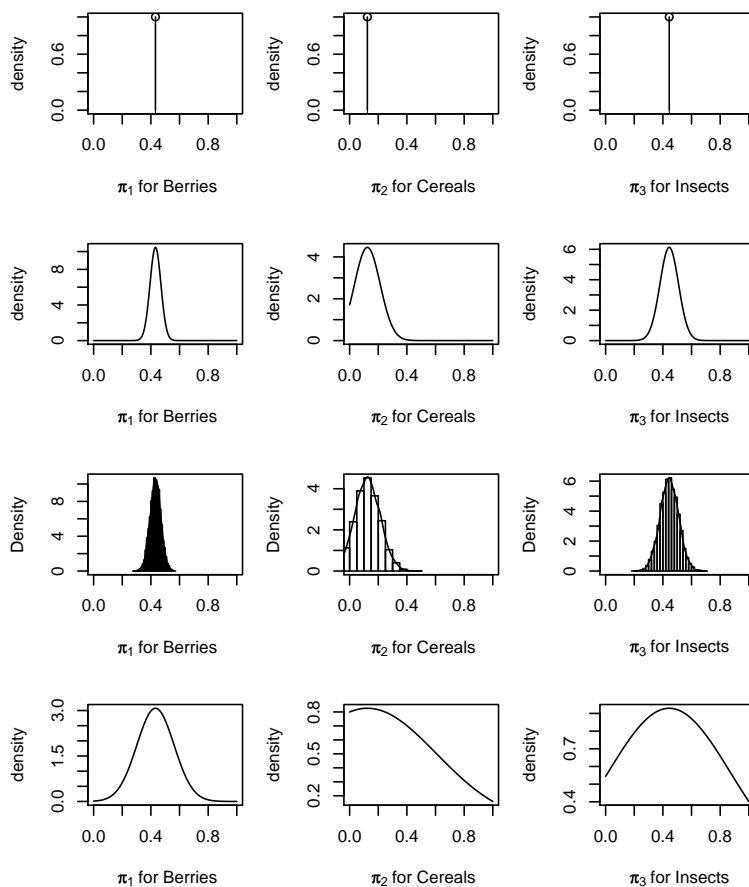 density
0.0 0.6
0.0 0.4 0.8
π1 for Berries
density
0.0 0.6
0.0 0.4 0.8
π2 for Cereals
density
0.0 0.6
0.0 0.4 0.8
π3 for Insects
density
0 4 8
0.0 0.4 0.8
π1 for Berries
density
0 2 4
0.0 0.4 0.8
π2 for Cereals
density
0 2 4 6
0.0 0.4 0.8
π3 for Insects
Density
0 4 8
0.0 0.4 0.8
π1 for Berries
Density
0 2 4
0.0 0.4 0.8
π2 for Cereals
Density
0 2 4 6
0.0 0.4 0.8
π3 for Insects
density
0.0 1.5 3.0
0.0 0.4 0.8
π1 for Berries
density
0.2 0.5 0.8
0.0 0.4 0.8
π2 for Cereals
density
0.4 0.7
0.0 0.4 0.8
π3 for Insects